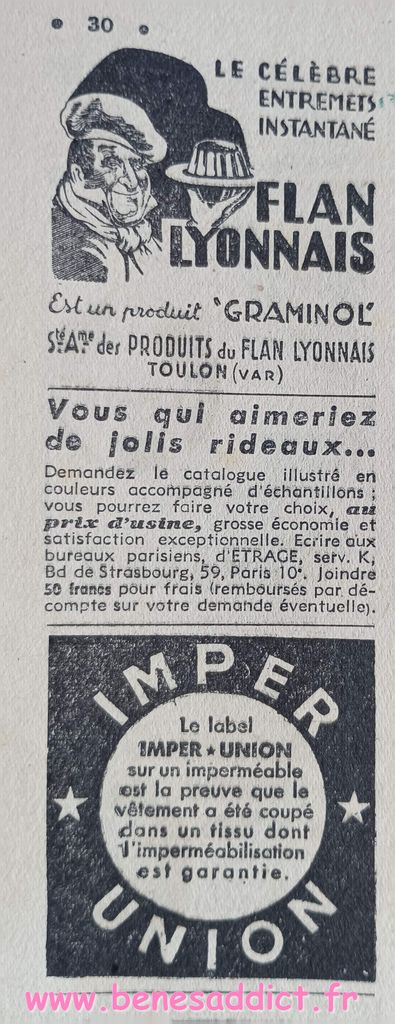 • 30 •
LE CÉLÈBRE
ENTREMETS
INSTANTANÉ
FLAN
LYONNAIS
Est un produit "GRAMINOL"
Sté Ame des PRODUITS du FLAN LYONNAIS
TOULON (VAR)
Vous qui aimeriez
de jolis rideaux...
Demandez le catalogue illustré en
couleurs accompagné d'échantillons ;
vous pourrez faire votre choix, au
prix d'usine, grosse économie et
satisfaction exceptionnelle. Ecrire aux
bureaux parisiens, d'ETRAGE, serv. K,
Bd de Strasbourg, 59, Paris 10e. Joindre
50 francs pour frais (remboursés par dé-
compte sur votre demande éventuelle).
IMPER
Le label
IMPER ★ UNION
sur un imperméable
est la preuve que le
vêtement a été coupé
dans un tissu dont
l'imperméabilisation
est garantie.
UNION
www.benesaddict.fr